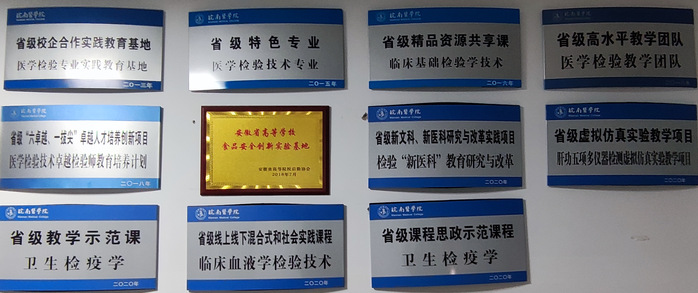 皖南医学院
省级校企合作实践教育基地
医学检验专业实践教育基地
二〇一三年
皖南医学院
省级特色专业
医学检验技术专业
二〇一五年
皖南医学院
省级精品资源共享课
临床基础检验学技术
二〇一六年
皖南医学院
省级高水平教学团队
医学检验教学团队
皖南医学院
省级“六卓越、一拔尖”卓越人才培养创新项目
医学检验技术卓越检验师教育培养计划
二〇一八年
安徽省高等学校
食品安全创新实验基地
皖南医学院
省级新文科、新医科研究与改革实践项目
检验“新医科”教育研究与改革
二〇二〇年
皖南医学院
省级虚拟仿真实验教学项目
肝功五项多仪器检测虚拟仿真实验教学项目
二〇二〇年
皖南医学院
省级教学示范课
卫生检疫学
二〇二〇年
皖南医学院
省级线上线下混合式和社会实践课程
临床血液学检验技术
二〇二〇年
皖南医学院
省级课程思政示范课程
卫生检疫学
二〇二〇年